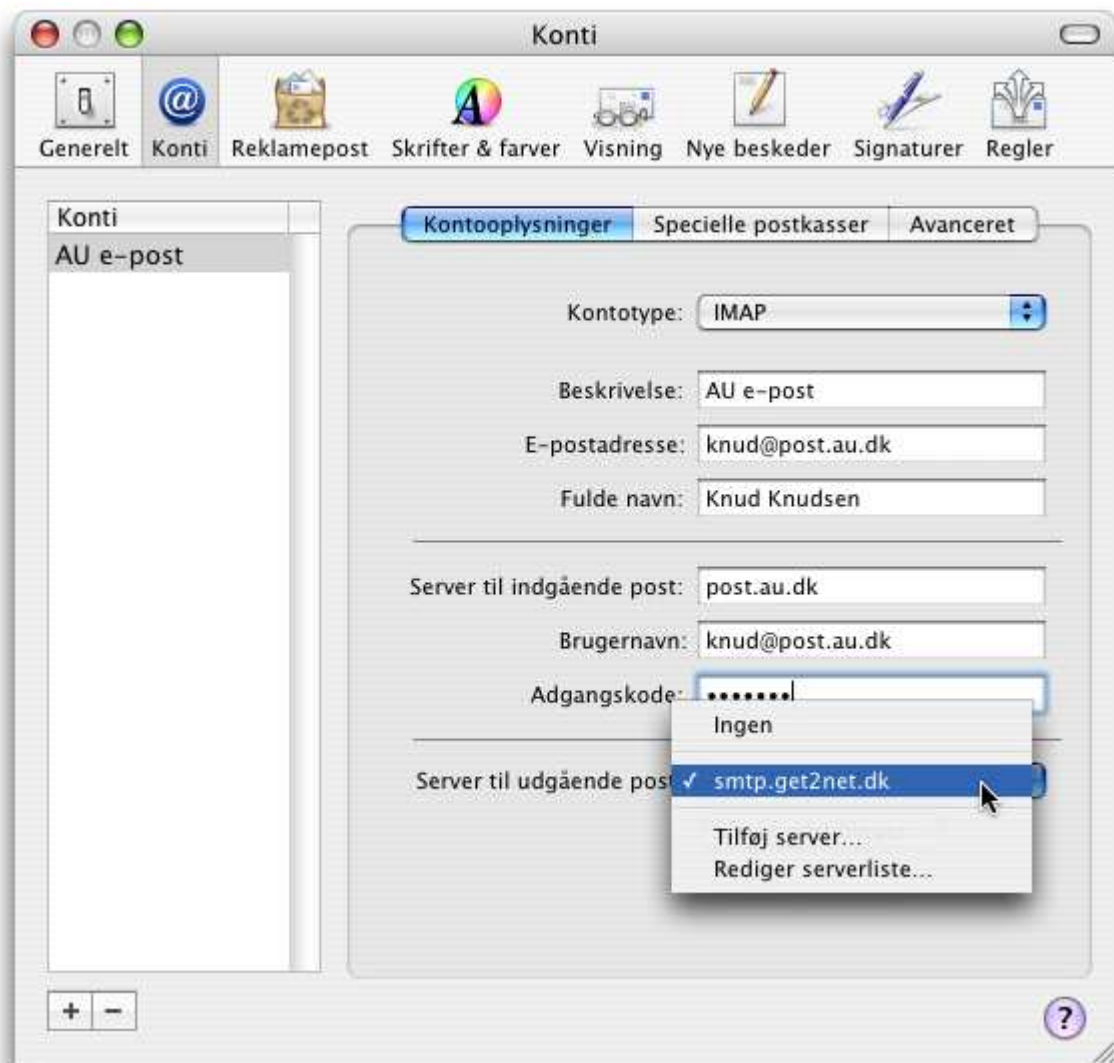 Konti
Generelt Konti Reklamepost Skrifter & farver Visning Nye beskeder Signaturer Regler
Konti
AU e-post
Kontooplysninger Specielle postkasser Avanceret
Kontotype: IMAP
Beskrivelse: AU e-post
E-postadresse: knud@post.au.dk
Fulde navn: Knud Knudsen
Server til indgående post: post.au.dk
Brugernavn: knud@post.au.dk
Adgangskode: •••••••
Ingen
Server til udgående post ✓ smtp.get2net.dk
Tilføj server...
Rediger serverliste...
+ −
?